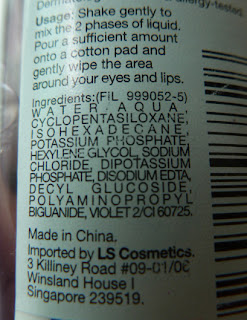 allergy-tested.
Usage: Shake gently to
mix the 2 phases of liquid.
Pour a sufficient amount
onto a cotton pad and
gently wipe the area
around your eyes and lips.
Ingredients:(FIL 999052-5)
WATER/AQUA,
CYCLOPENTASILOXANE,
ISOHEXADECANE,
POTASSIUM PHOSPHATE,
HEXYLENE GLYCOL, SODIUM
CHLORIDE, DIPOTASSIUM
PHOSPHATE, DISODIUM EDTA,
DECYL GLUCOSIDE,
POLYAMINOPROPYL
BIGUANIDE, VIOLET 2/CI 60725.
Made in China.
Imported by LS Cosmetics.
3 Killiney Road #09-01/06
Winsland House I
Singapore 239519.